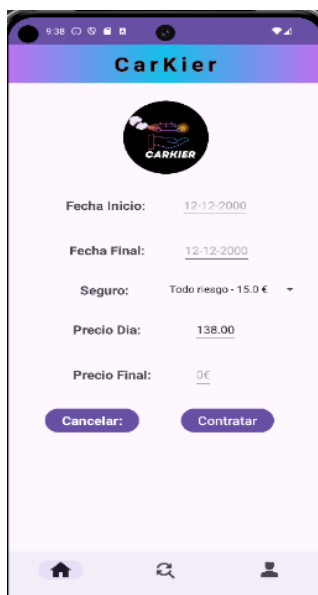 9:38
CarKier
CARKIER
Fecha Inicio: 12-12-2000
Fecha Final: 12-12-2000
Seguro: Todo riesgo - 15.0 €
Precio Dia: 138.00
Precio Final: 0€
Cancelar: Contratar